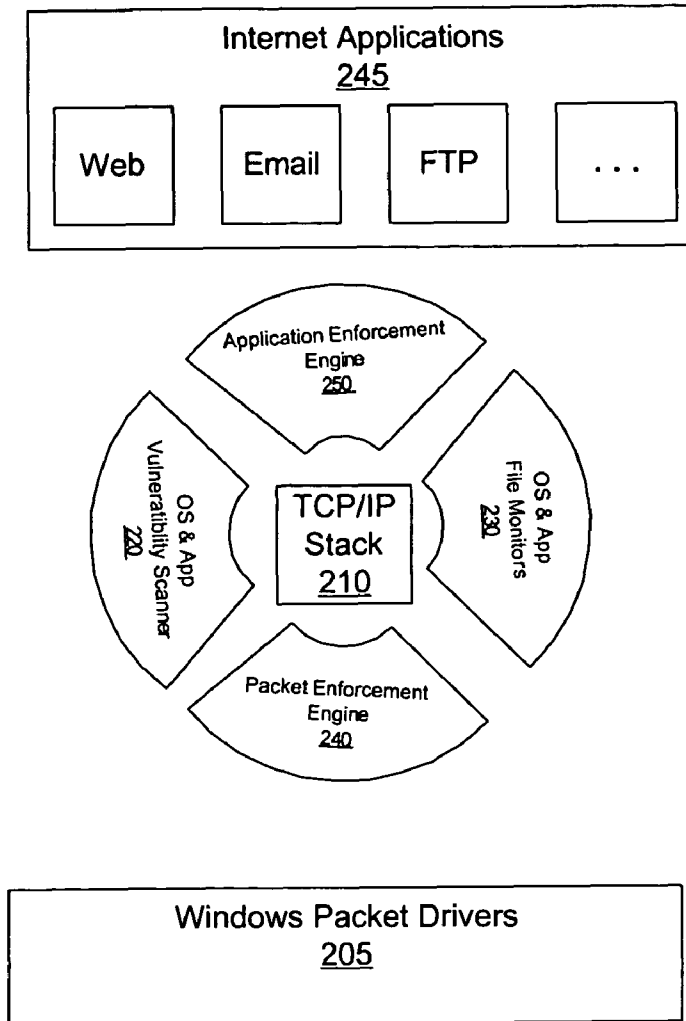 Internet Applications
245
Web
Email
FTP
. . .
Application Enforcement
Engine
250
OS & App
Vulneratiblity Scanner
220
TCP/IP
Stack
210
OS & App
File Monitors
230
Packet Enforcement
Engine
240
Windows Packet Drivers
205